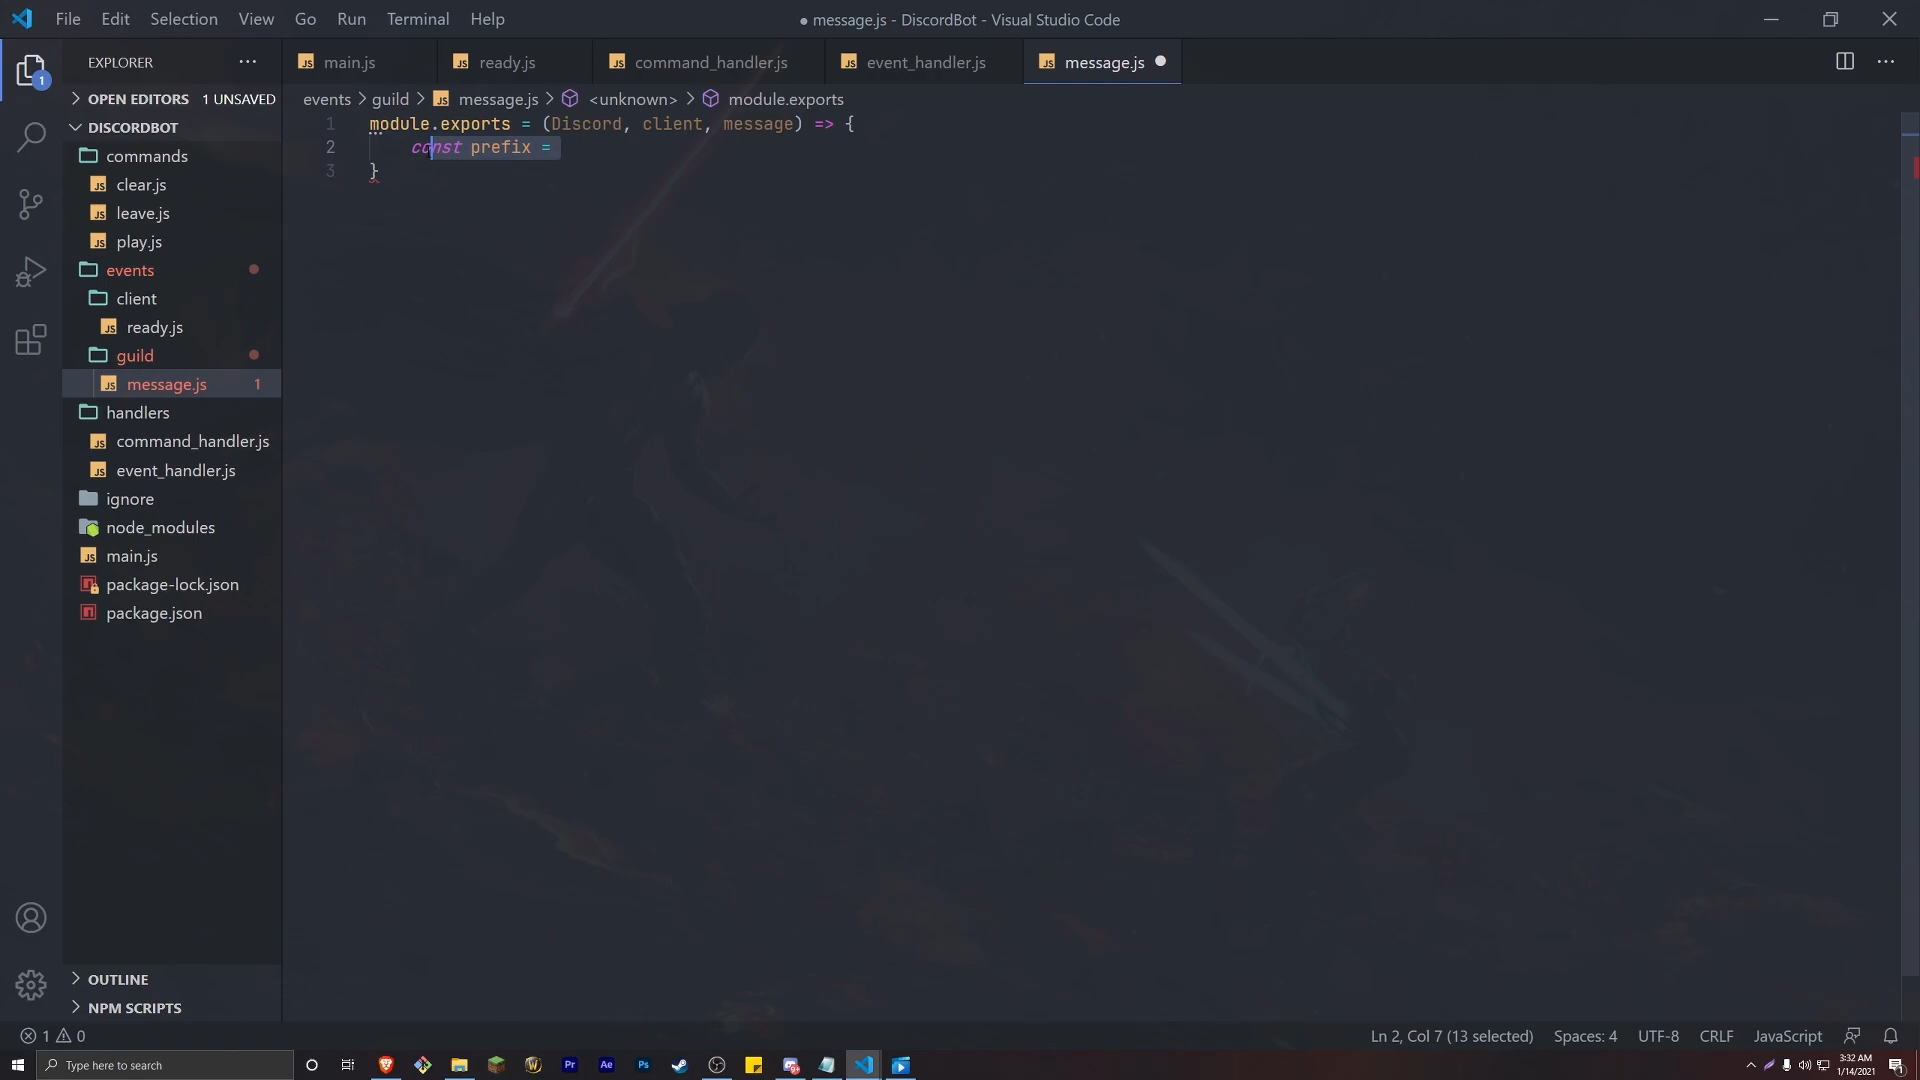 File Edit Selection View Go Run Terminal Help
● message.js - DiscordBot - Visual Studio Code
EXPLORER
main.js
ready.js
command_handler.js
event_handler.js
message.js
OPEN EDITORS 1 UNSAVED
events > guild > message.js > <unknown> > module.exports
DISCORDBOT
1 module.exports = (Discord, client, message) => {
2 const prefix =
3 }
commands
clear.js
leave.js
play.js
events
client
ready.js
guild
message.js 1
handlers
command_handler.js
event_handler.js
ignore
node_modules
main.js
package-lock.json
package.json
OUTLINE
NPM SCRIPTS
1 0
Ln 2, Col 7 (13 selected) Spaces: 4 UTF-8 CRLF JavaScript
Type here to search
Pr Ae Ps
3:32 AM
1/14/2021